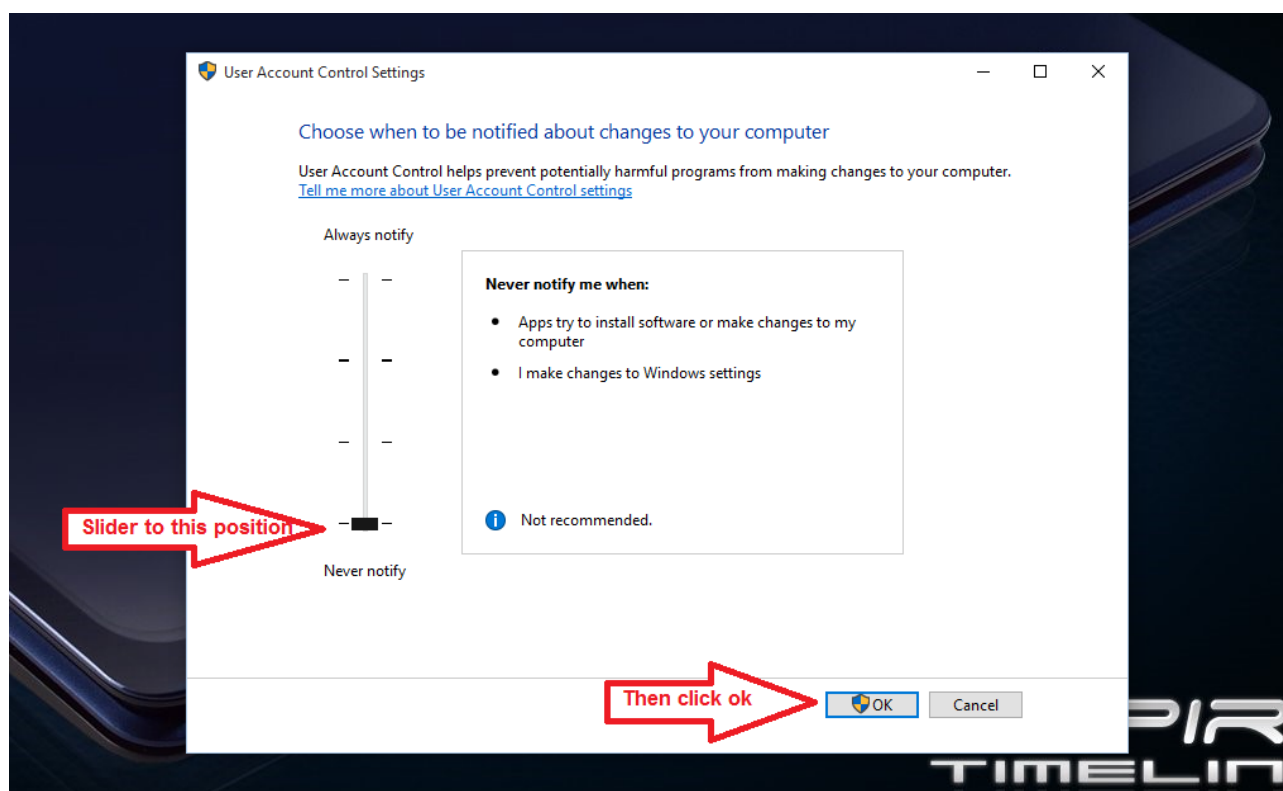 User Account Control Settings
Choose when to be notified about changes to your computer
User Account Control helps prevent potentially harmful programs from making changes to your computer.
Tell me more about User Account Control settings
Always notify
Never notify me when:
• Apps try to install software or make changes to my
computer
• I make changes to Windows settings
Slider to this position
Not recommended.
Never notify
Then click ok
OK
Cancel